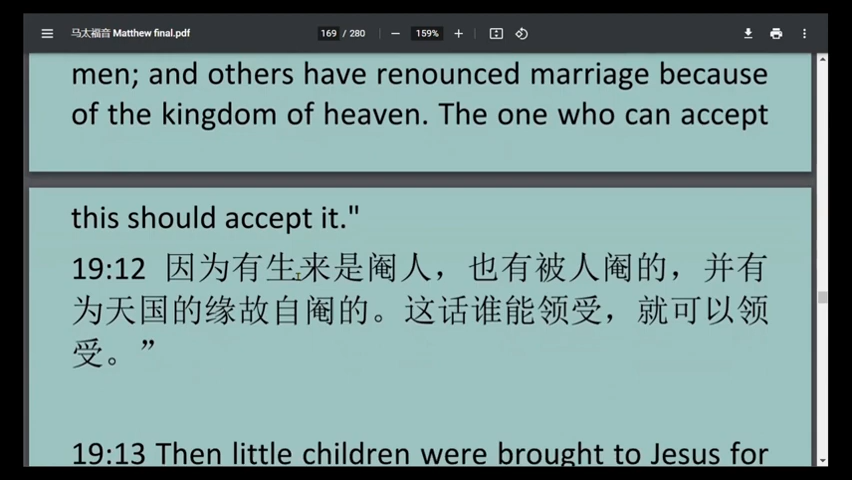 马太福音 Matthew final.pdf
169 / 280
159%
men; and others have renounced marriage because
of the kingdom of heaven. The one who can accept
this should accept it."
19:12 因为有生来是阉人，也有被人阉的，并有
为天国的缘故自阉的。这话谁能领受，就可以领
受。”
19:13 Then little children were brought to Jesus for